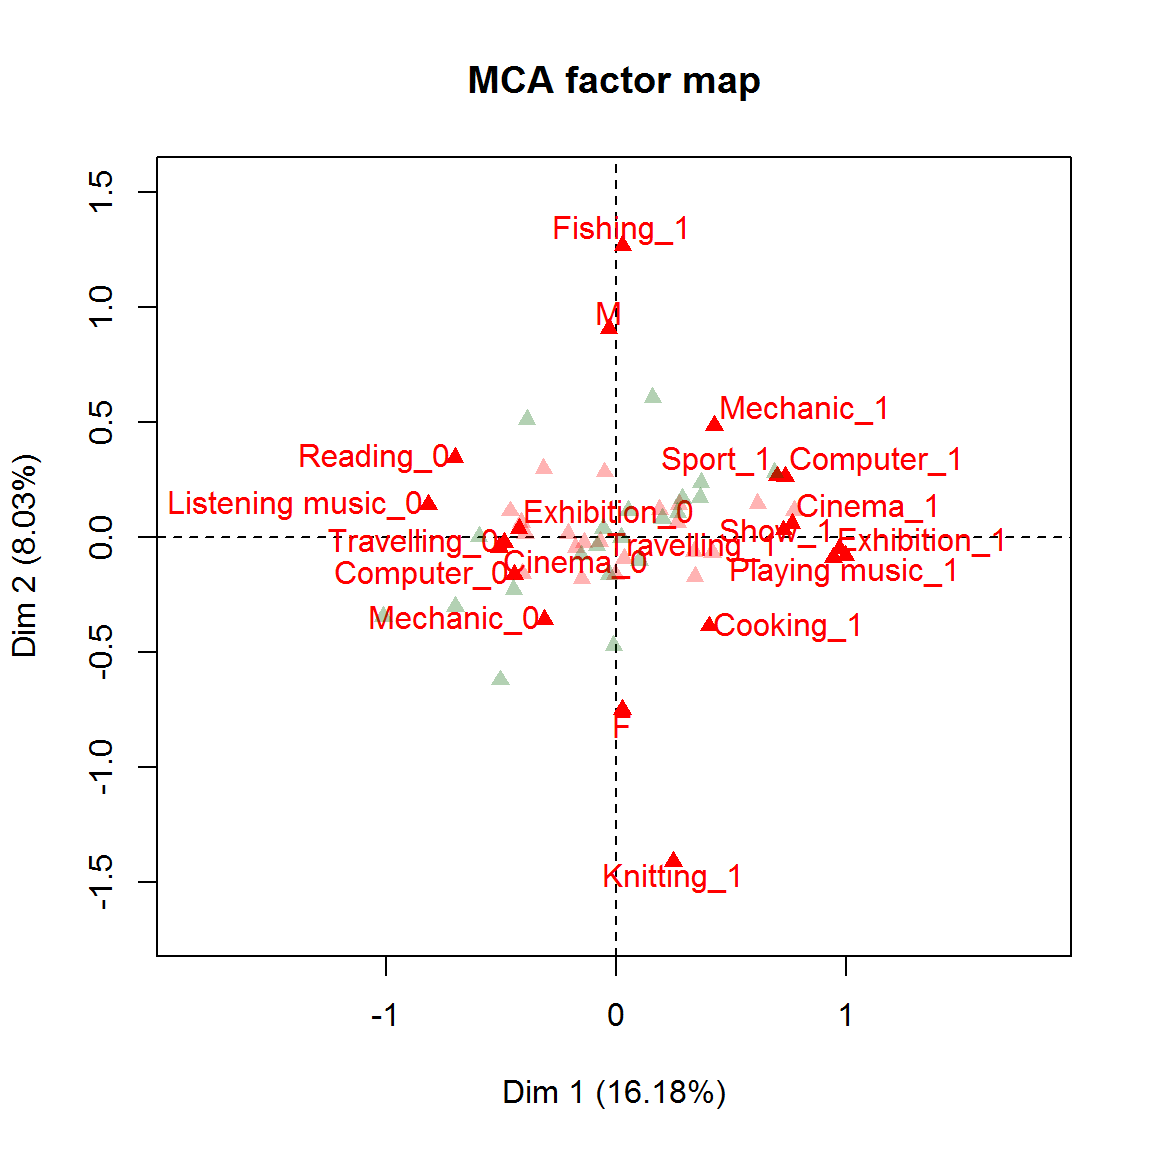 MCA factor map
1.5
1.0
0.5
0.0
-0.5
-1.0
-1.5
Dim 2 (8.03%)
Fishing_1
M
Mechanic_1
Reading_0
Sport_1
Computer_1
Listening music_0
Exhibition_0
Cinema_1
Travelling_0
Travelling_1
Show_1
Exhibition_1
Cinema_0
Computer_0
Playing music_1
Mechanic_0
Cooking_1
F
Knitting_1
-1
0
1
Dim 1 (16.18%)